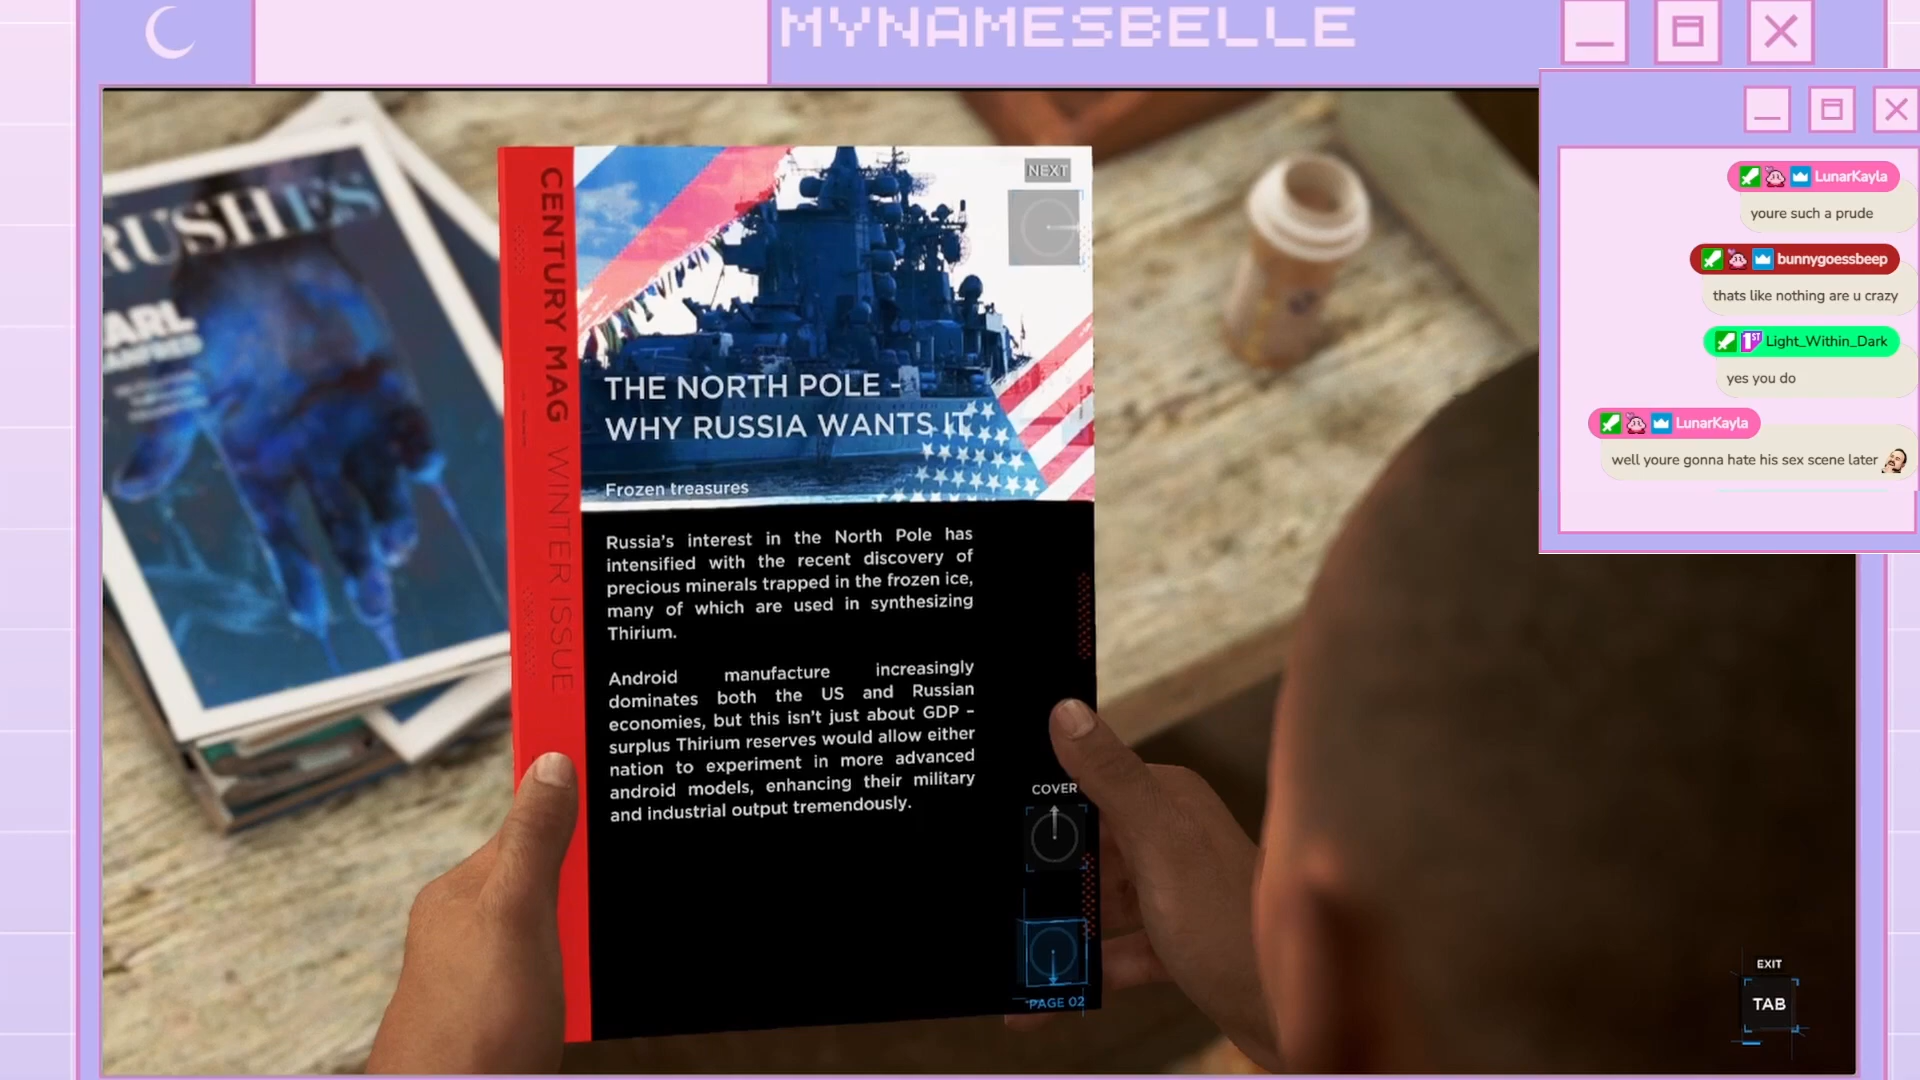 MYNAMESBELLE
RUSHES
CENTURY MAG WINTER ISSUE
NEXT
THE NORTH POLE -
WHY RUSSIA WANTS IT
Frozen treasures
Russia's interest in the North Pole has
intensified with the recent discovery of
precious minerals trapped in the frozen ice,
many of which are used in synthesizing
Thirium.
Android manufacture increasingly
dominates both the US and Russian
economies, but this isn't just about GDP -
surplus Thirium reserves would allow either
nation to experiment in more advanced
android models, enhancing their military
and industrial output tremendously.
COVER
PAGE 02
LunarKayla
youre such a prude
bunnygoessbeep
thats like nothing are u crazy
1ST Light_Within_Dark
yes you do
LunarKayla
well youre gonna hate his sex scene later
EXIT
TAB